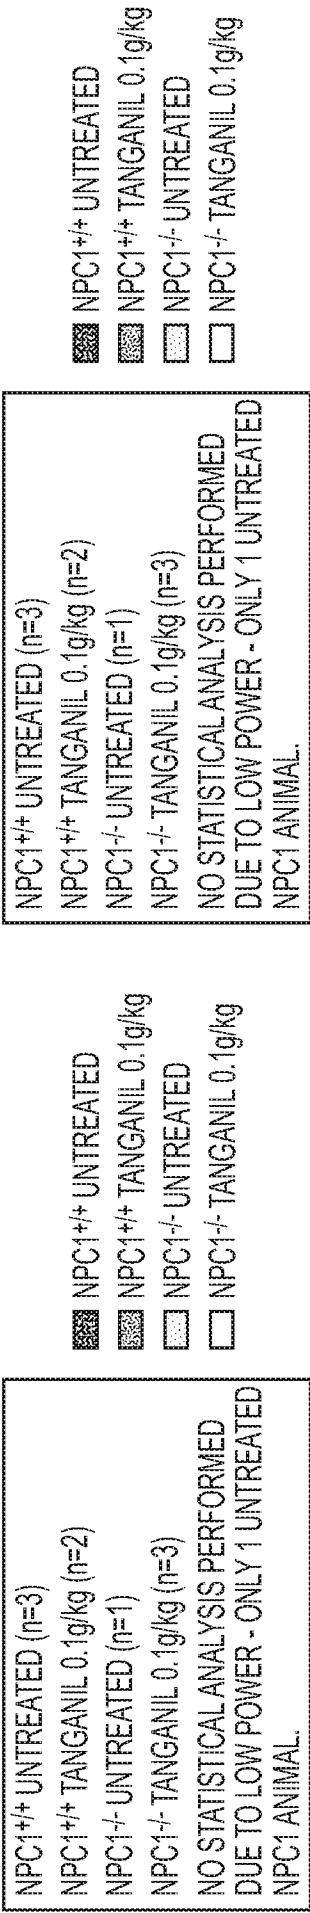 NPC1+/+ UNTREATED (n=3)
NPC1+/+ TANGANIL 0.1g/kg (n=2)
NPC1-/- UNTREATED (n=1)
NPC1-/- TANGANIL 0.1g/kg (n=3)
NO STATISTICAL ANALYSIS PERFORMED
DUE TO LOW POWER - ONLY 1 UNTREATED
NPC1 ANIMAL.
NPC1+/+ UNTREATED
NPC1+/+ TANGANIL 0.1g/kg
NPC1-/- UNTREATED
NPC1-/- TANGANIL 0.1g/kg
NPC1+/+ UNTREATED (n=3)
NPC1+/+ TANGANIL 0.1g/kg (n=2)
NPC1-/- UNTREATED (n=1)
NPC1-/- TANGANIL 0.1g/kg (n=3)
NO STATISTICAL ANALYSIS PERFORMED
DUE TO LOW POWER - ONLY 1 UNTREATED
NPC1 ANIMAL.
NPC1+/+ UNTREATED
NPC1+/+ TANGANIL 0.1g/kg
NPC1-/- UNTREATED
NPC1-/- TANGANIL 0.1g/kg